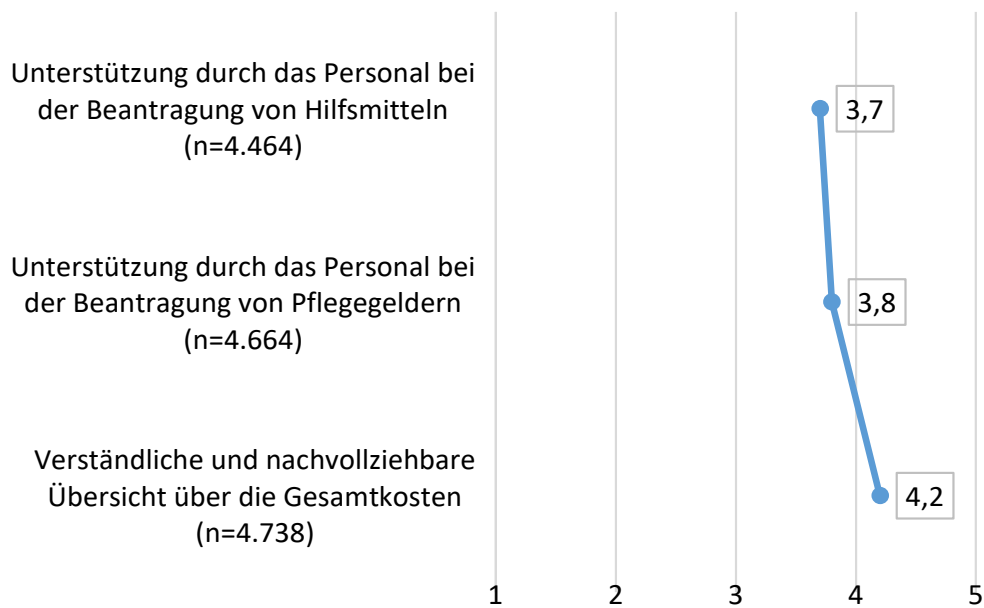 Unterstützung durch das Personal bei
der Beantragung von Hilfsmitteln
(n=4.464)
3,7
Unterstützung durch das Personal bei
der Beantragung von Pflegegeldern
(n=4.664)
3,8
Verständliche und nachvollziehbare
Übersicht über die Gesamtkosten
(n=4.738)
4,2
1 2 3 4 5